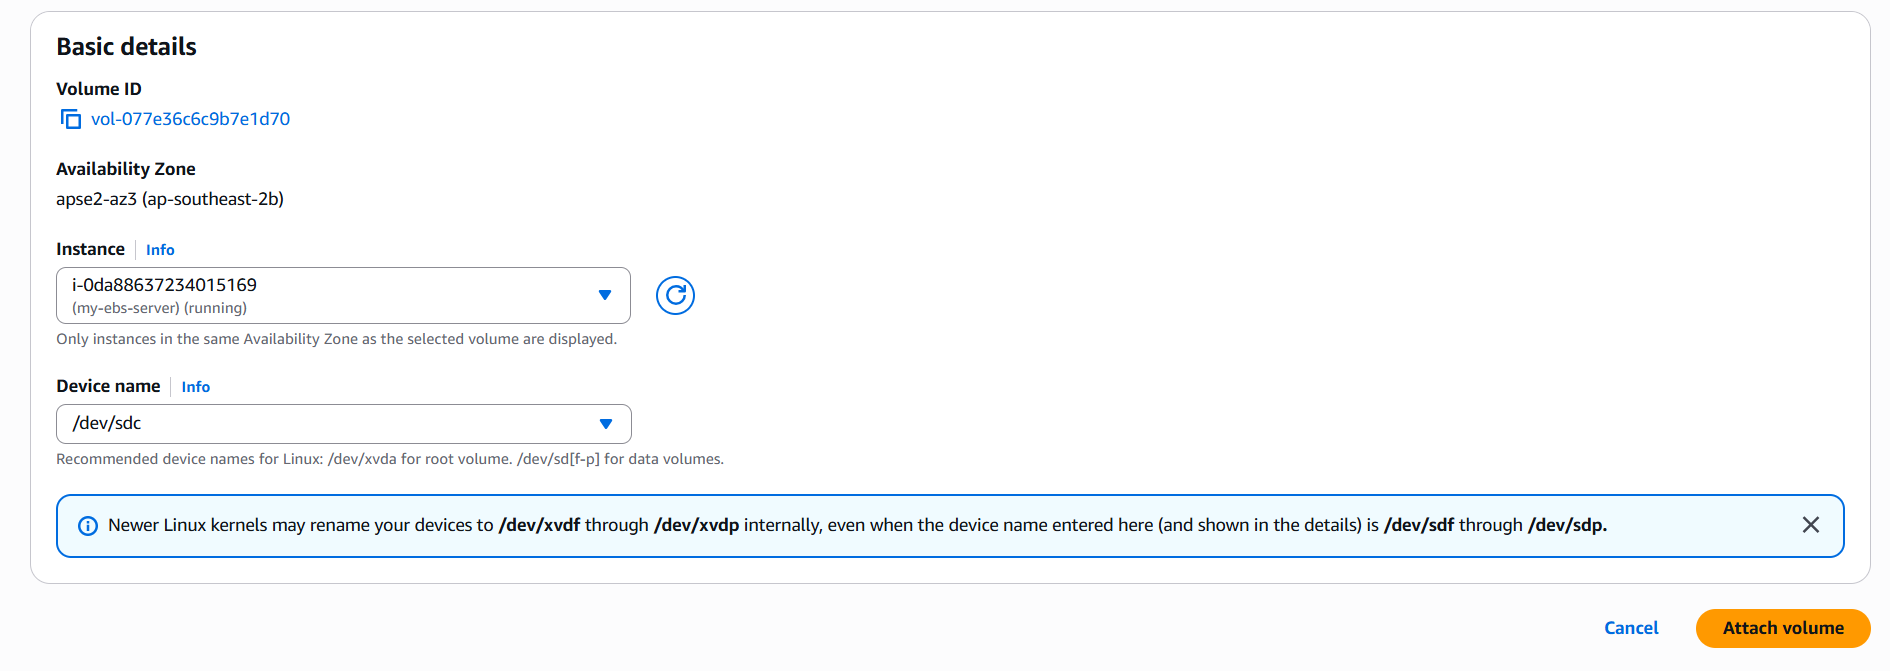 Basic details
Volume ID
vol-077e36c6c9b7e1d70
Availability Zone
apse2-az3 (ap-southeast-2b)
Instance Info
i-0da88637234015169
(my-ebs-server) (running)
Only instances in the same Availability Zone as the selected volume are displayed.
Device name Info
/dev/sdc
Recommended device names for Linux: /dev/xvda for root volume. /dev/sd[f-p] for data volumes.
Newer Linux kernels may rename your devices to /dev/xvdf through /dev/xvdp internally, even when the device name entered here (and shown in the details) is /dev/sdf through /dev/sdp.
Cancel Attach volume